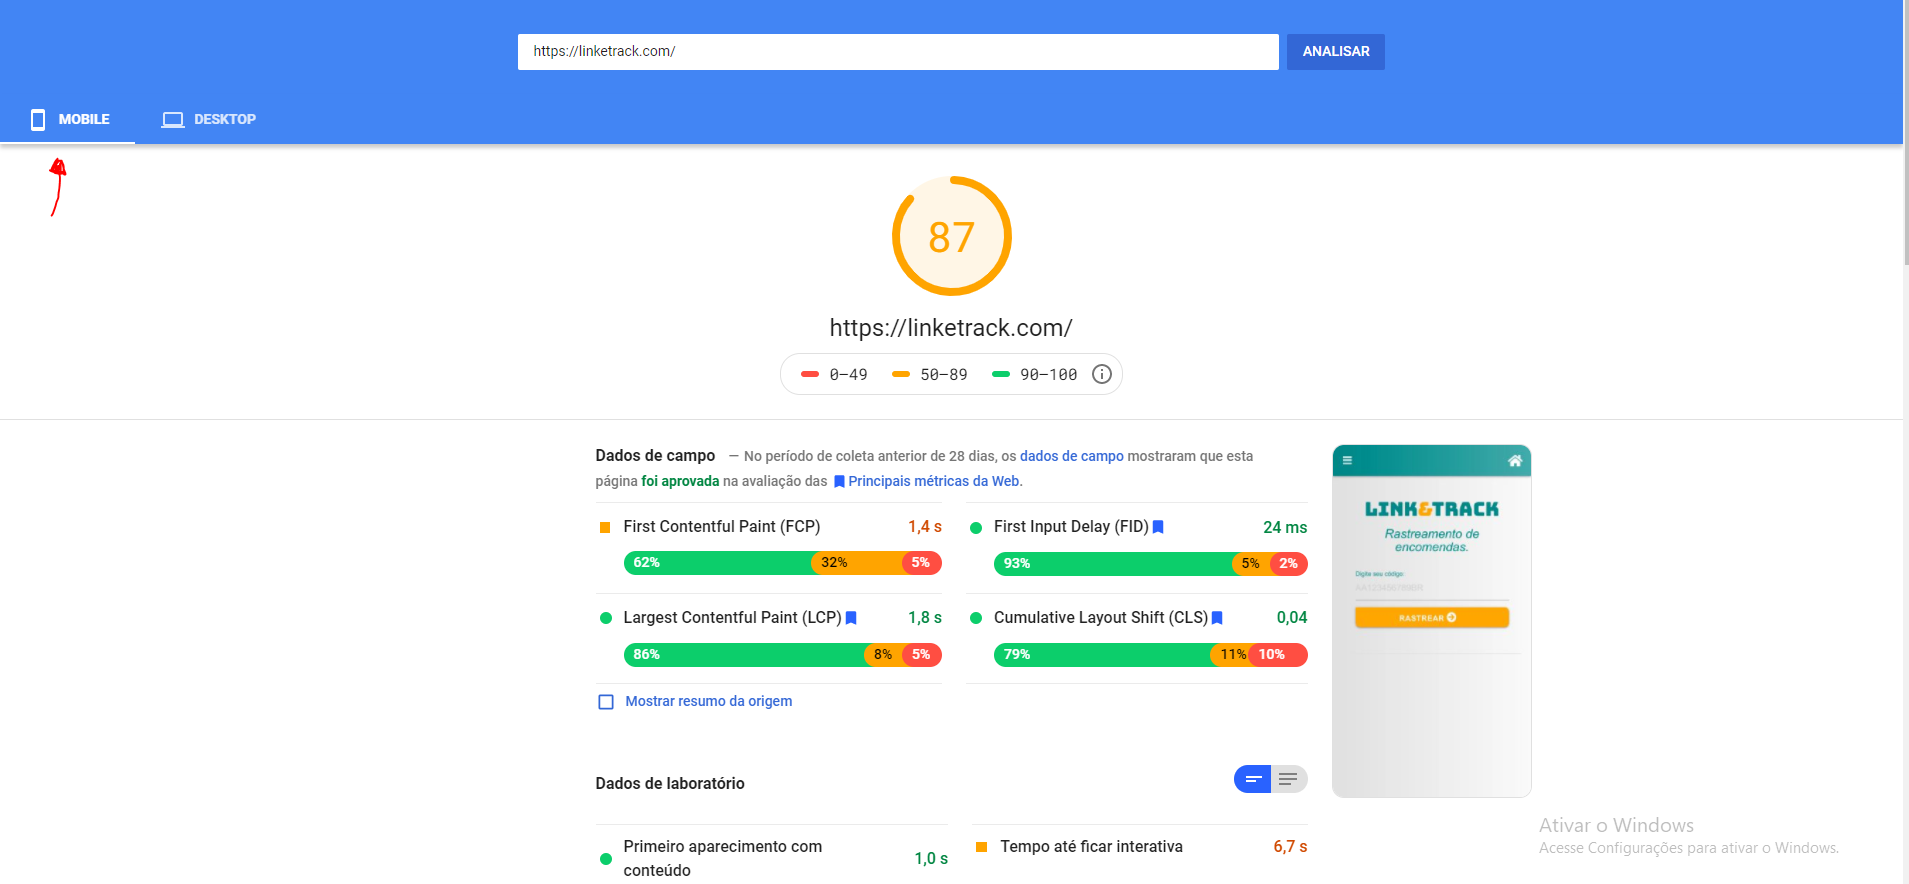 https://linketrack.com/
ANALISAR
MOBILE
DESKTOP
87
https://linketrack.com/
0–49
50–89
90–100
Dados de campo — No período de coleta anterior de 28 dias, os dados de campo mostraram que esta
página foi aprovada na avaliação das Principais métricas da Web.
First Contentful Paint (FCP) 1,4 s
62% 32% 5%
First Input Delay (FID) 24 ms
93% 5% 2%
Largest Contentful Paint (LCP) 1,8 s
86% 8% 5%
Cumulative Layout Shift (CLS) 0,04
79% 11% 10%
Mostrar resumo da origem
LINK&TRACK
Rastreamento de
encomendas.
Digite seu código:
RASTREAR
Dados de laboratório
Primeiro aparecimento com
conteúdo
1,0 s
Tempo até ficar interativa 6,7 s
Ativar o Windows
Acesse Configurações para ativar o Windows.